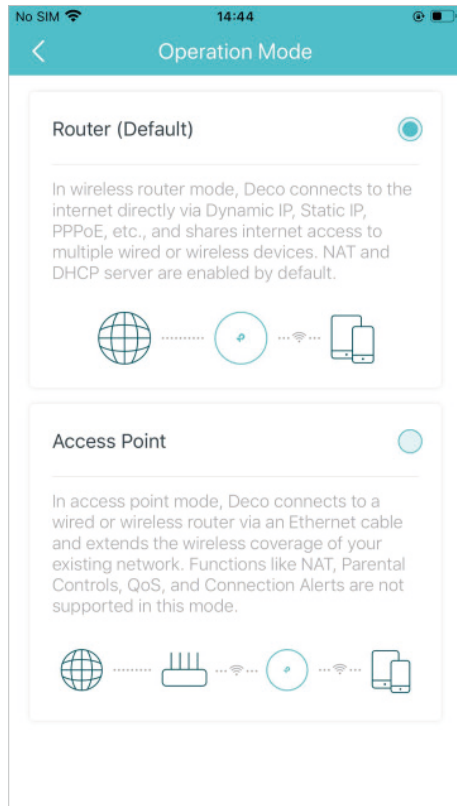 No SIM 14:44
Operation Mode
Router (Default)
In wireless router mode, Deco connects to the
internet directly via Dynamic IP, Static IP,
PPPoE, etc., and shares internet access to
multiple wired or wireless devices. NAT and
DHCP server are enabled by default.
Access Point
In access point mode, Deco connects to a
wired or wireless router via an Ethernet cable
and extends the wireless coverage of your
existing network. Functions like NAT, Parental
Controls, QoS, and Connection Alerts are not
supported in this mode.